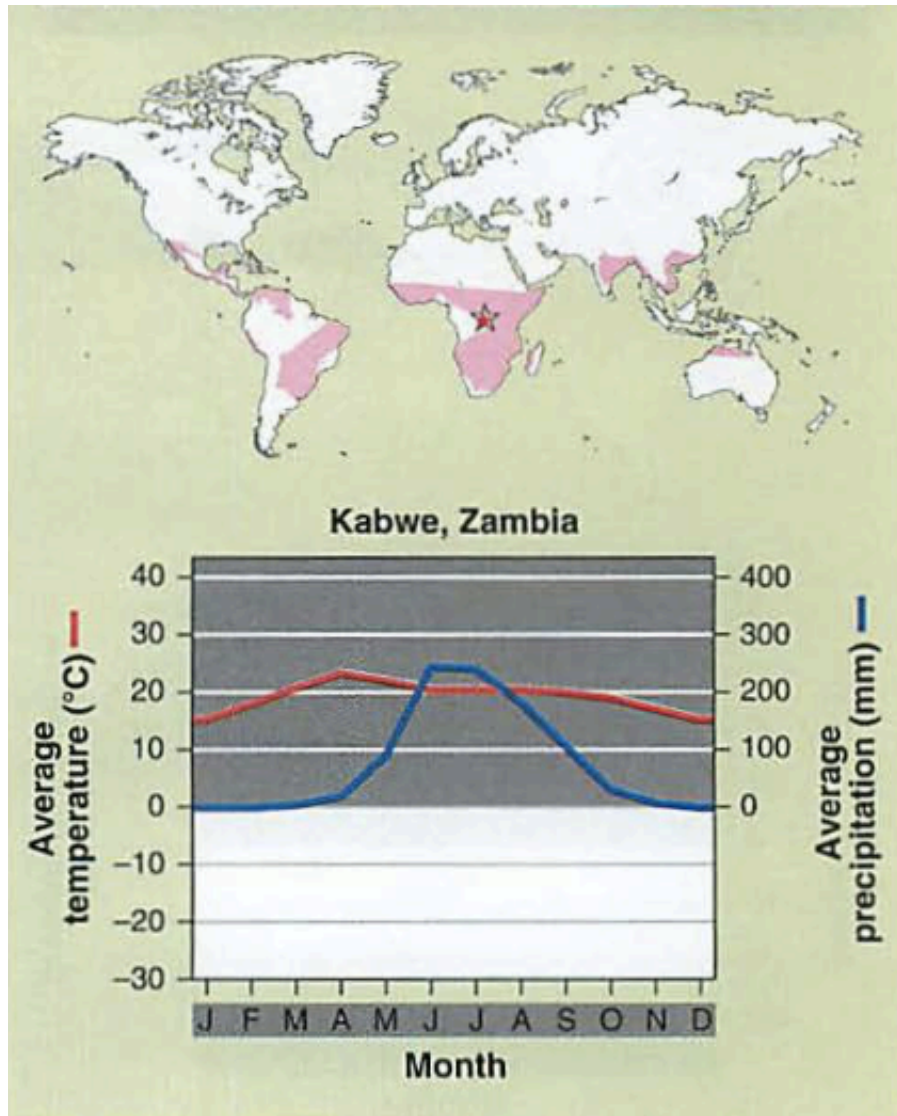 Kabwe, Zambia
40
30
20
10
0
–10
–20
–30
400
300
200
100
0
Average
temperature (°C)
Average
precipitation (mm)
J F M A M J J A S O N D
Month